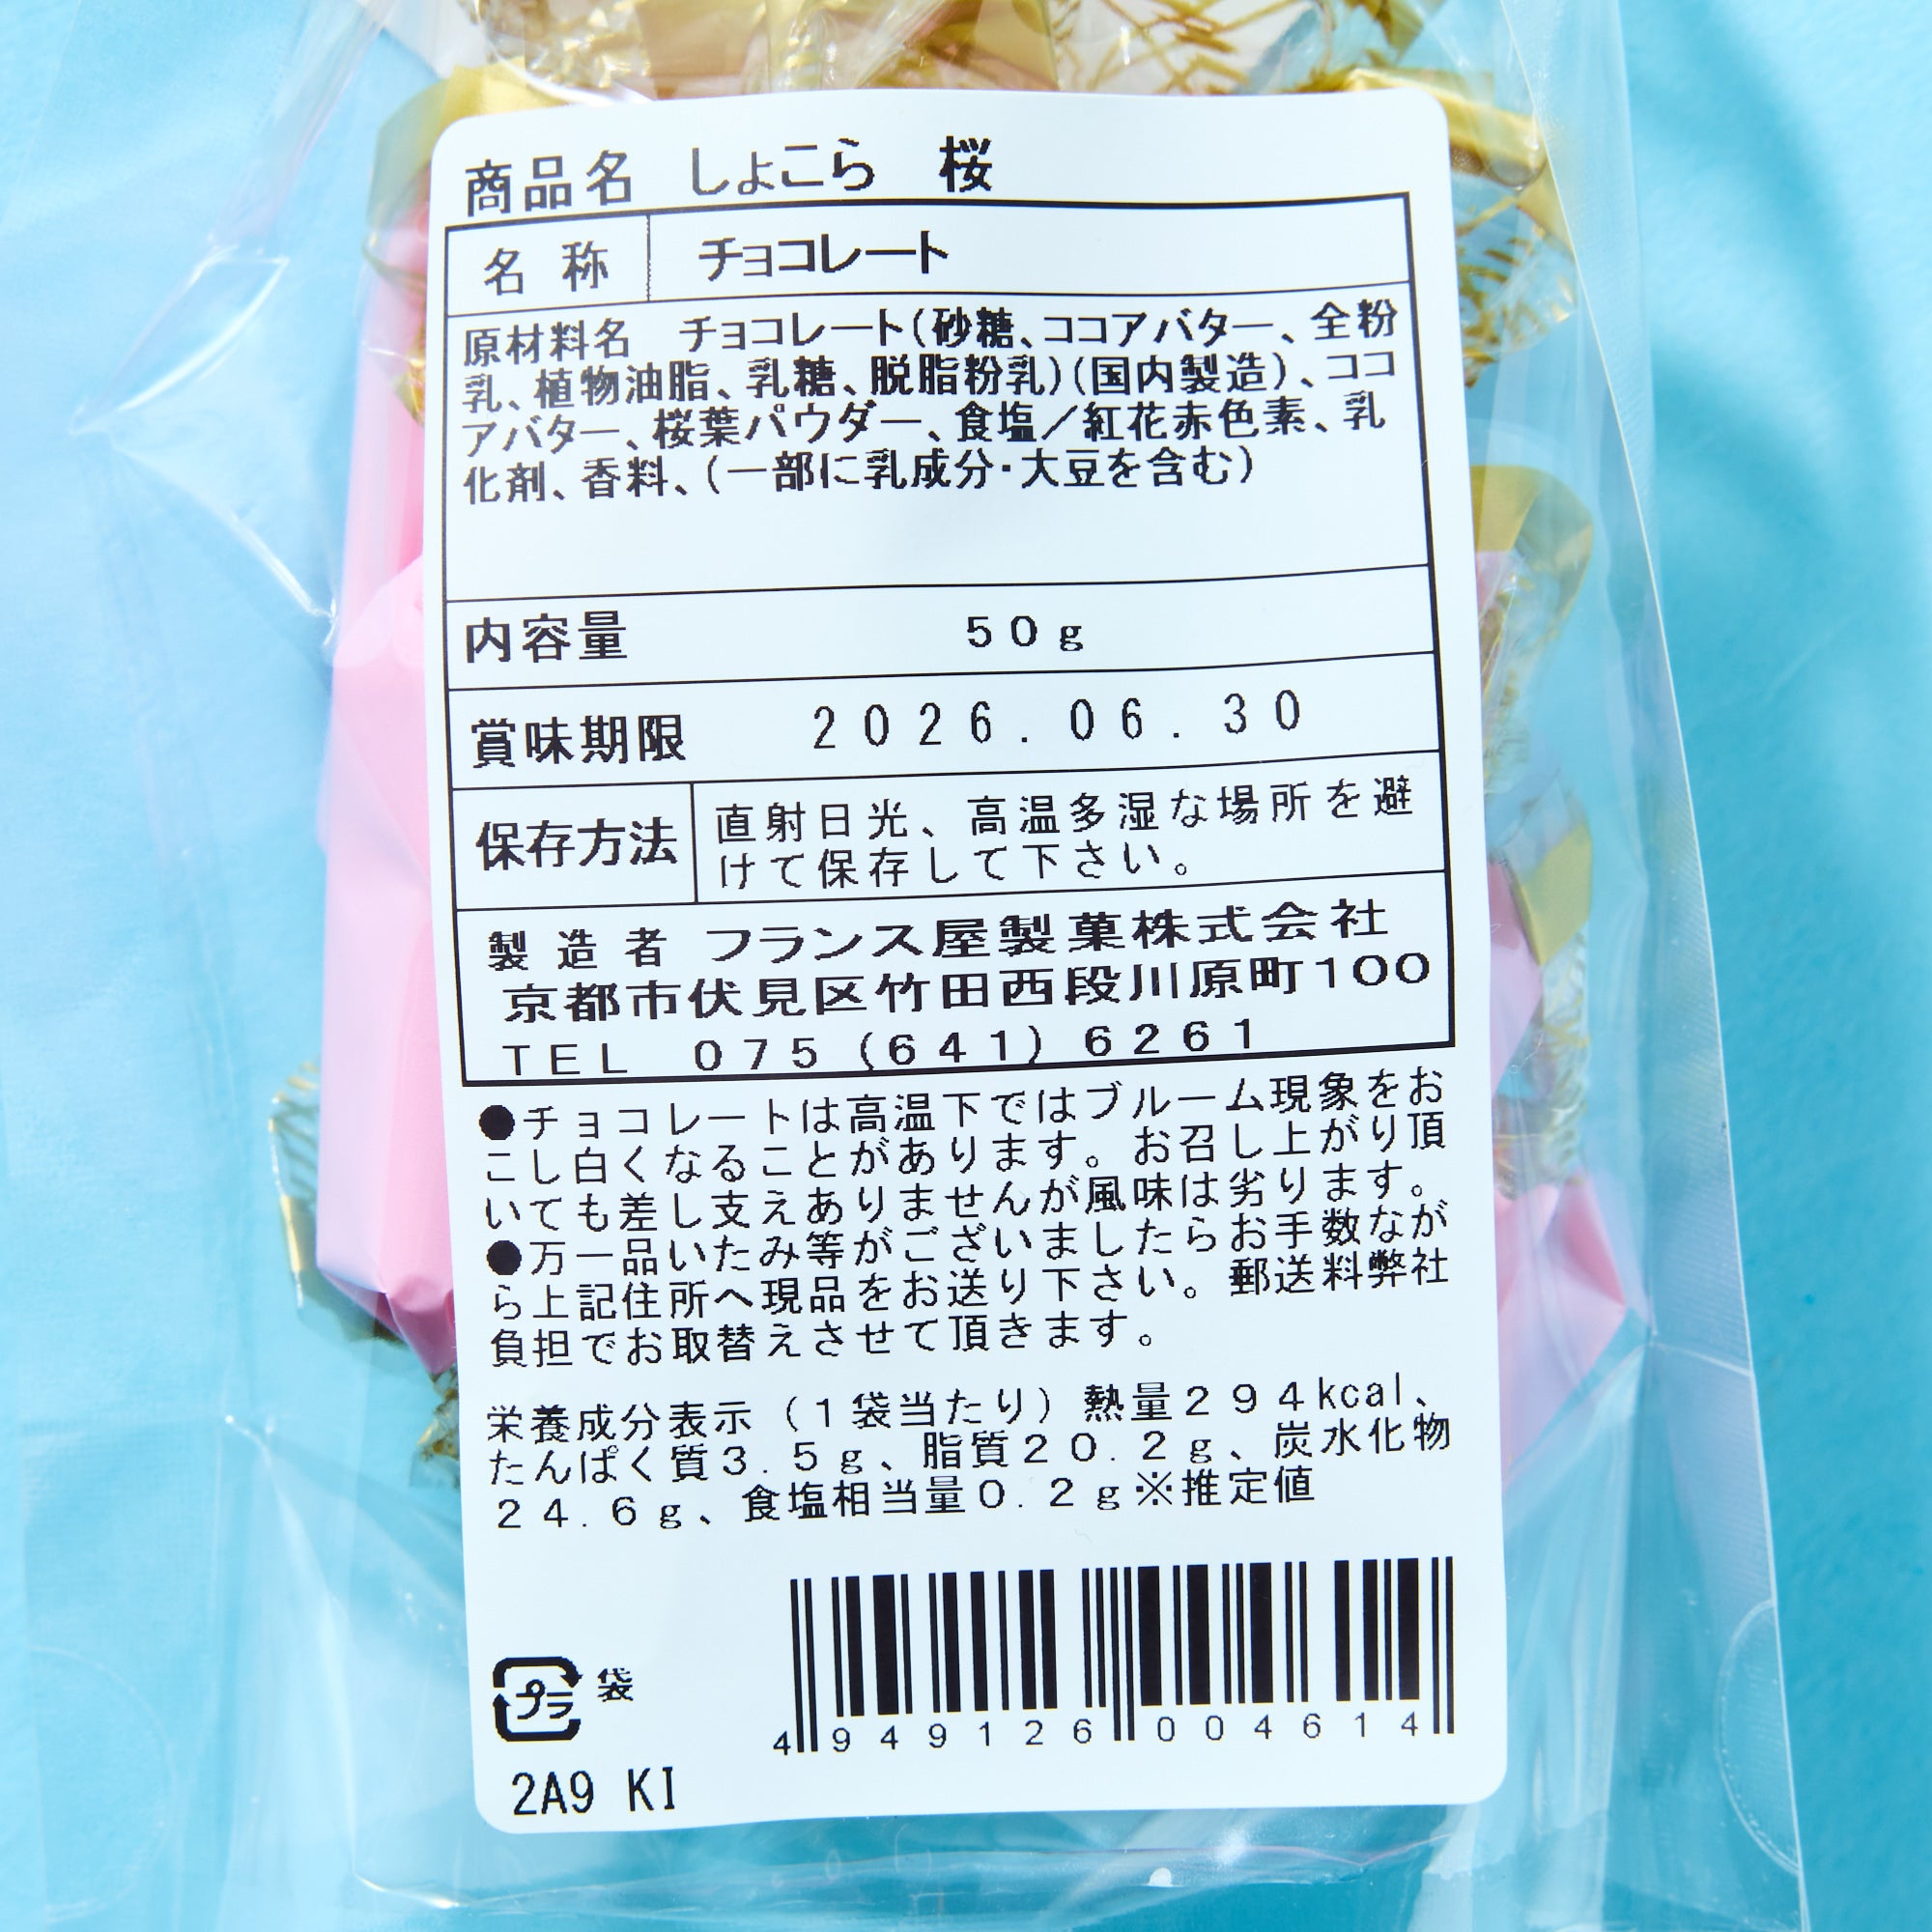 商品名 しょこら 桜
名 称 チョコレート
原材料名 チョコレート(砂糖、ココアバター、全粉
乳、植物油脂、乳糖、脱脂粉乳)(国内製造)、ココ
アバター、桜葉パウダー、食塩/紅花赤色素、乳
化剤、香料、(一部に乳成分・大豆を含む)
内容量 50g
賞味期限 2026.06.30
保存方法 直射日光、高温多湿な場所を避
けて保存して下さい。
製造者 フランス屋製菓株式会社
京都市伏見区竹田西段川原町100
TEL 075(641)6261
●チョコレートは高温下ではブルーム現象をお
こし白くなることがあります。お召し上がり頂
いても差し支えありませんが風味は劣ります。
●万一品いたみ等がございましたらお手数なが
ら上記住所へ現品をお送り下さい。郵送料弊社
負担でお取替えさせて頂きます。
栄養成分表示(1袋当たり)熱量294kcal、
たんぱく質3.5g、脂質20.2g、炭水化物
24.6g、食塩相当量0.2g※推定値
プラ 袋
4 949126 004614
2A9 KI